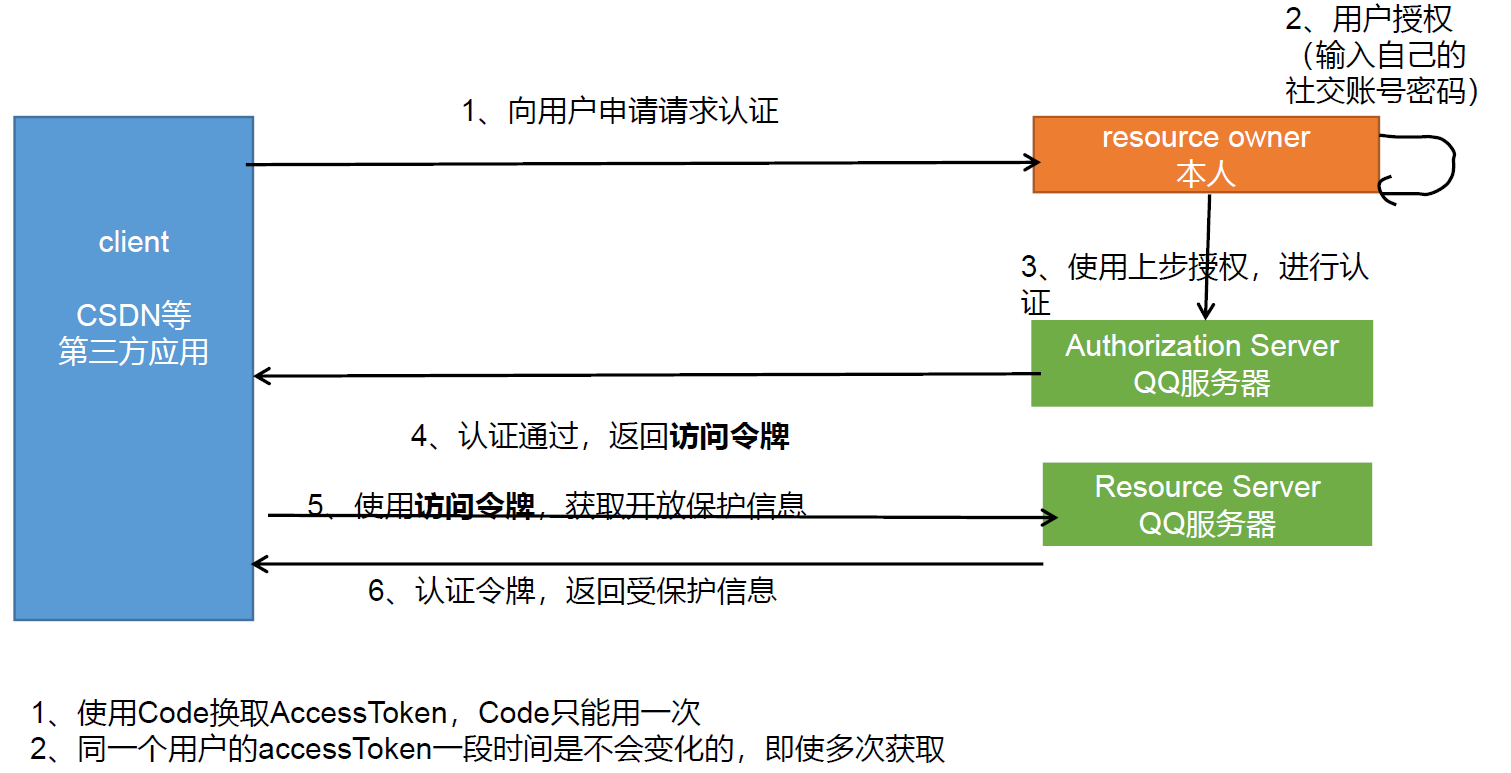 2、用户授权
（输入自己的
社交账号密码）
1、向用户申请请求认证
resource owner
本人
client
CSDN等
第三方应用
3、使用上步授权，进行认
证
Authorization Server
QQ服务器
4、认证通过，返回访问令牌
5、使用访问令牌，获取开放保护信息
Resource Server
QQ服务器
6、认证令牌，返回受保护信息
1、使用Code换取AccessToken，Code只能用一次
2、同一个用户的accessToken一段时间是不会变化的，即使多次获取